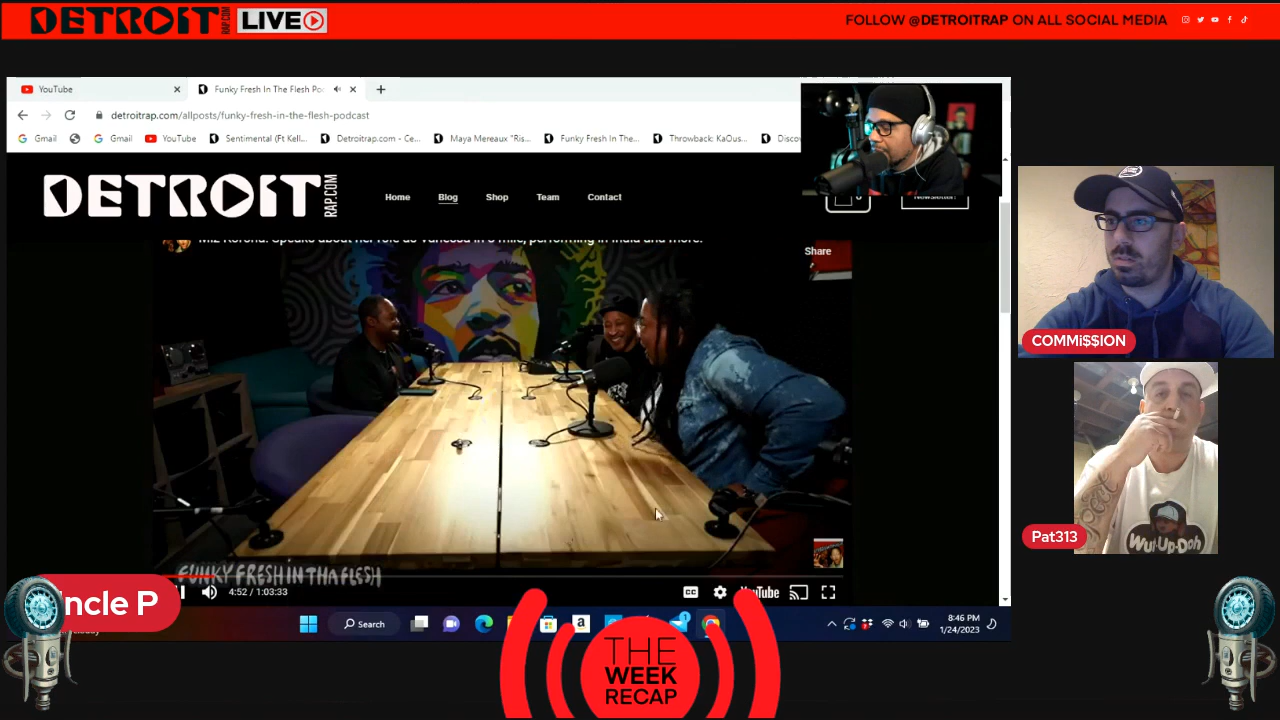 DETROIT RAP.COM LIVE
FOLLOW @DETROITRAP ON ALL SOCIAL MEDIA
YouTube
Funky Fresh In The Flesh Poc
detroitrap.com/allposts/funky-fresh-in-the-flesh-podcast
Gmail
Gmail
YouTube
Sentimental (Ft Kell...
Detroitrap.com - Ce...
Maya Mereaux "Ris...
Funky Fresh In The...
Throwback: KaOus...
Disco
DETROIT RAP.COM
Home
Blog
Shop
Team
Contact
Share
COMMi$$ION
Pat313
Wut-Up-Doh
FUNKY FRESH IN THA FLESH
4:52 / 1:03:33
CC
YouTube
ncle P
Search
8:46 PM
1/24/2023
THE
WEEK
RECAP